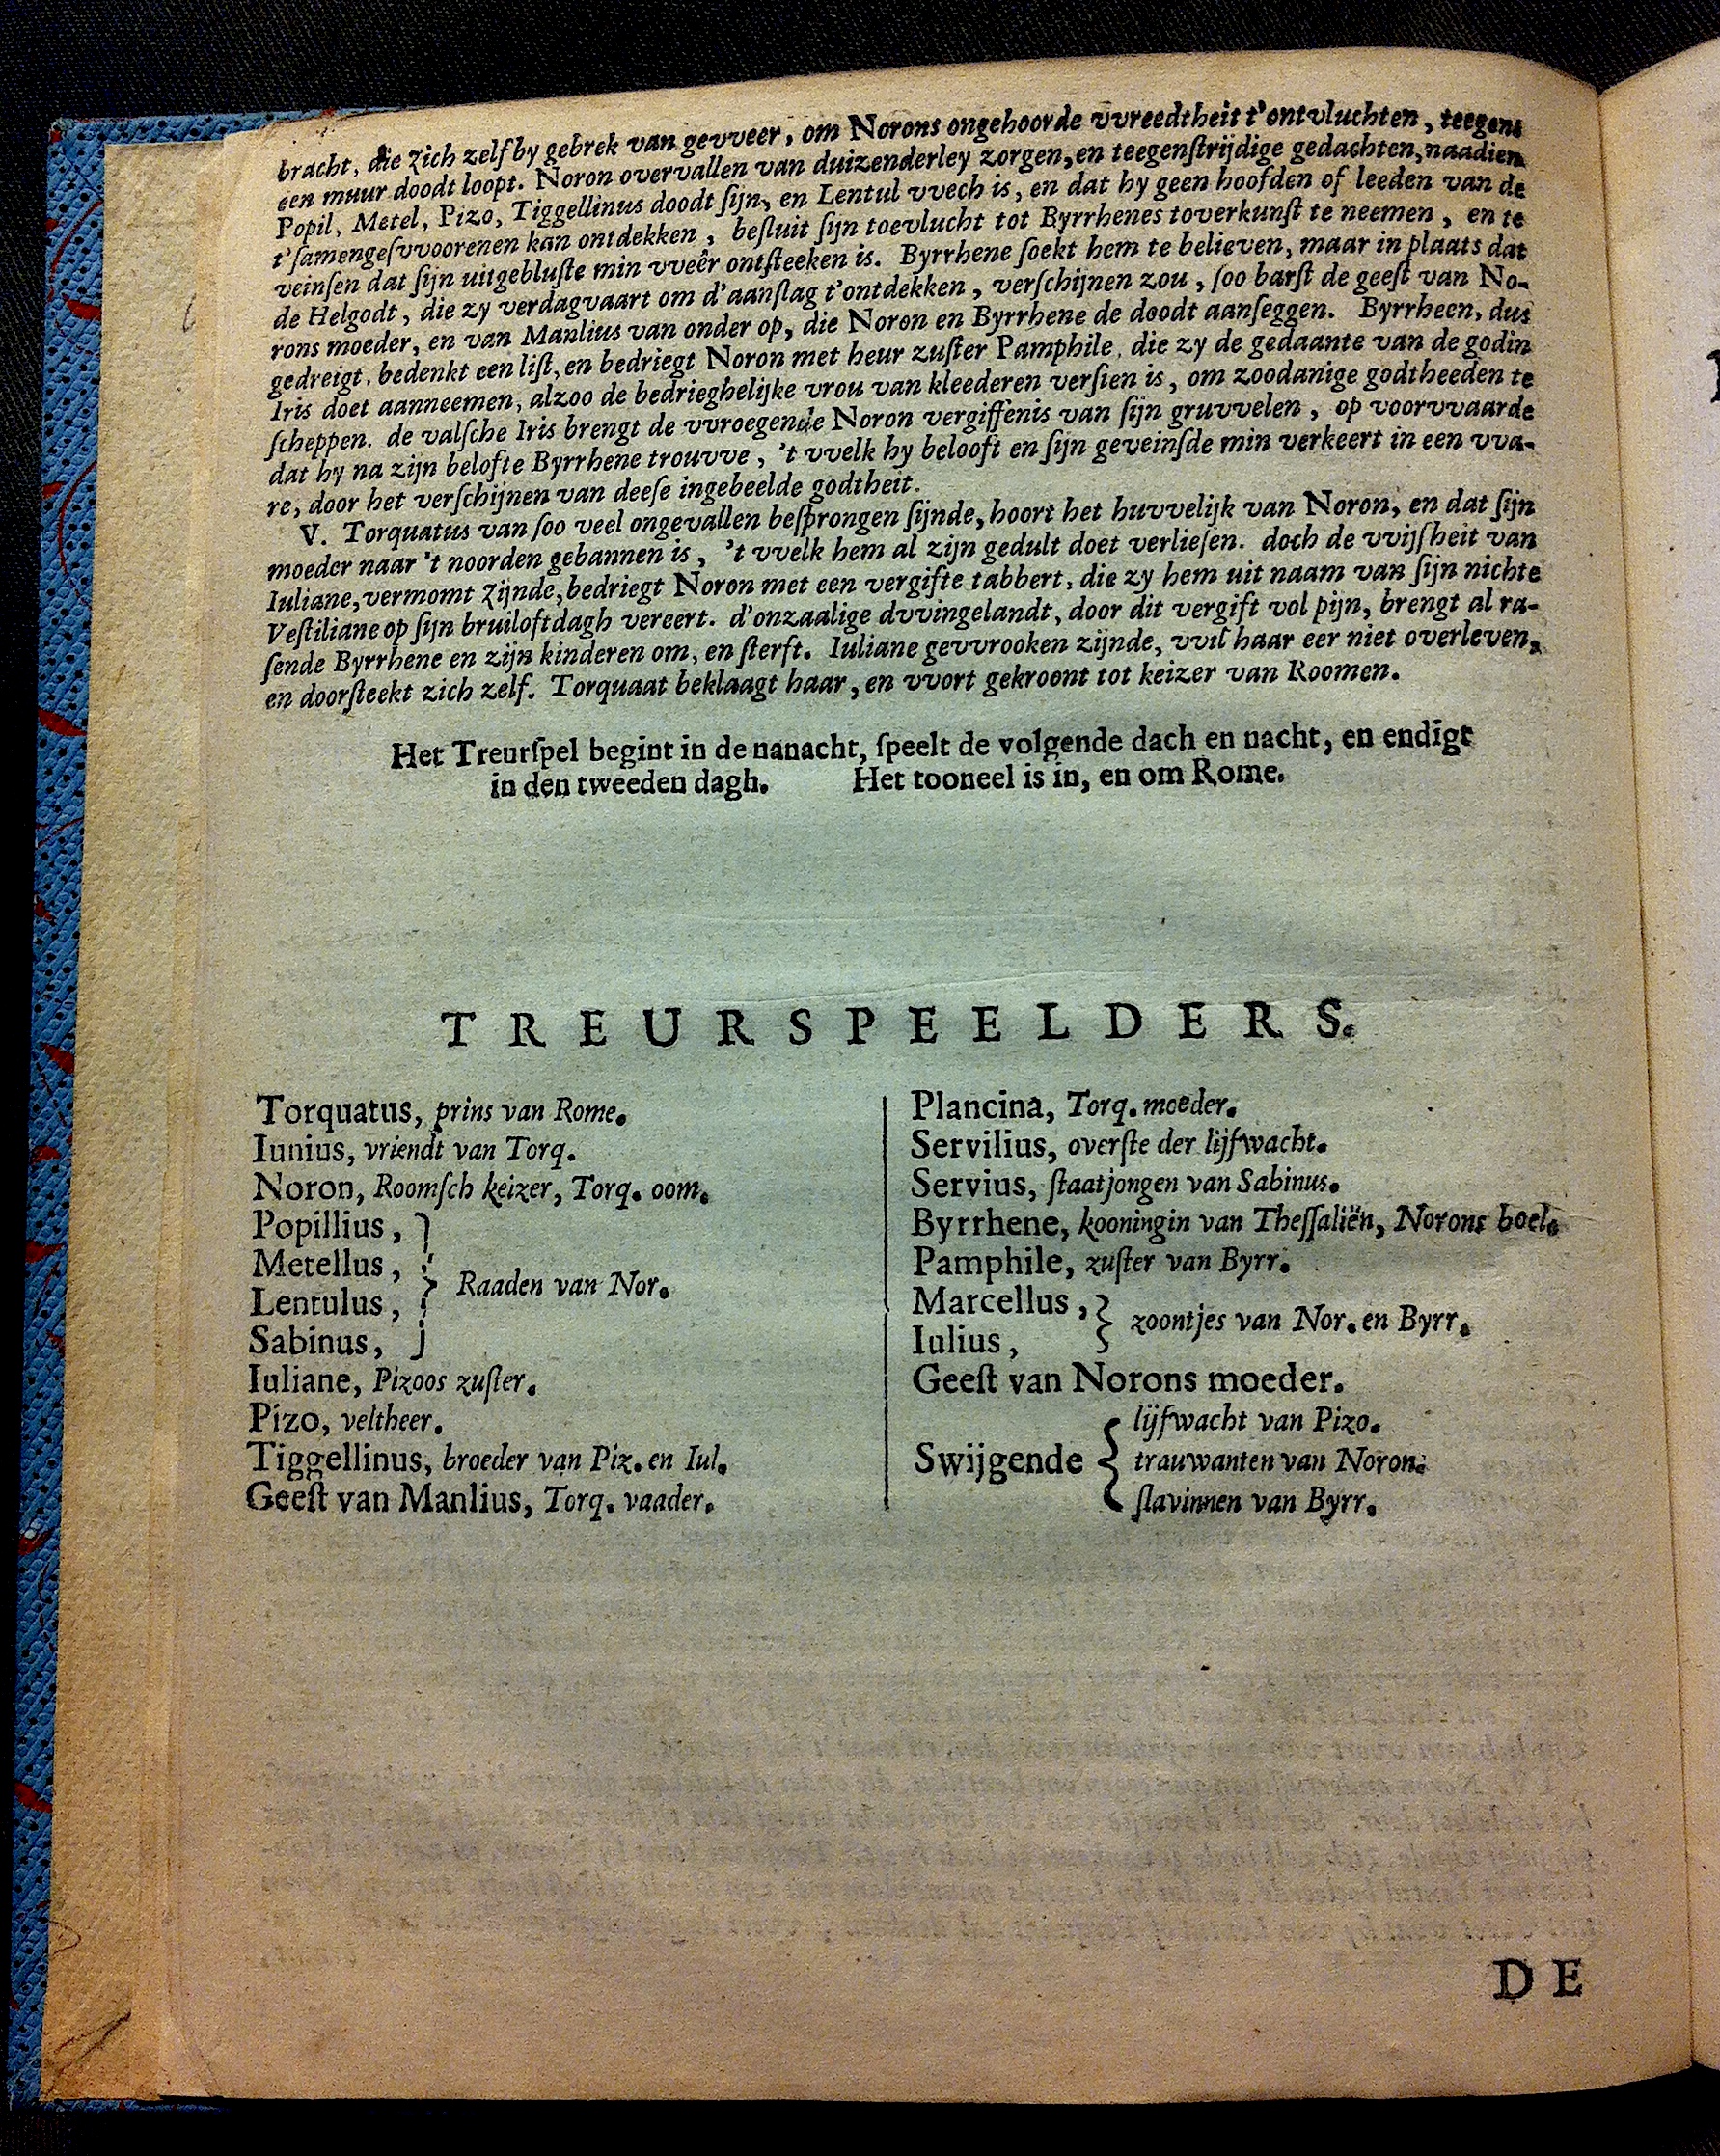 bracht, die zich zelf by gebrek van gevveer, om Norons ongehoorde vvreedtheit t'ontvluchten, teegens
een muur doodt loopt. Noron overvallen van duizenderley zorgen, en teegenſtrijdige gedachten, naadien
Popil, Metel, Pizo, Tiggellinus doodt ſijn, en Lentul vvech is, en dat hy geen hoofden of leeden van de
t'ſamengeſvvoorenen kan ontdekken, beſluit ſijn toevlucht tot Byrrhenes toverkunſt te neemen, en te
veinſen dat ſijn uitgebluſte min vveêr ontſteeken is. Byrrhene ſoekt hem te believen, maar in plaats dat
de Helgodt, die zy verdagvaart om d'aanſlag t'ontdekken, verſchijnen zou, ſoo barſt de geeſt van No-
rons moeder, en van Manlius van onder op, die Noron en Byrrhene de doodt aanſeggen. Byrrheen, dus
gedreigt, bedenkt een liſt, en bedriegt Noron met heur zuſter Pamphile, die zy de gedaante van de godin
Iris doet aanneemen, alzoo de bedrieghelijke vrou van kleederen verſien is, om zoodanige godtheeden te
ſcheppen. de valſche Iris brengt de vvroegende Noron vergiffenis van ſijn gruvvelen, op voorvvaarde
dat hy na zijn belofte Byrrhene trouvve, 't vvelk hy belooft en ſijn geveinſde min verkeert in een vva-
re, door het verſchijnen van deeſe ingebeelde godtheit.
V. Torquatus van ſoo veel ongevallen beſprongen ſijnde, hoort het huvvelijk van Noron, en dat ſijn
moeder naar 't noorden gebannen is, 't vvelk hem al zijn gedult doet verlieſen. doch de vvijſheit van
Iuliane, vermomt zijnde, bedriegt Noron met een vergifte tabbert, die zy hem uit naam van ſijn nichte
Veſtiliane op ſijn bruiloftdagh vereert. d'onzaalige dvvingelandt, door dit vergift vol pijn, brengt al ra-
ſende Byrrhene en zijn kinderen om, en ſterft. Iuliane gevvrooken zijnde, vvil haar eer niet overleven,
en doorſteekt zich zelf. Torquaat beklaagt haar, en vvort gekroont tot keizer van Roomen.
Het Treurſpel begint in de nanacht, ſpeelt de volgende dach en nacht, en endigt
in den tweeden dagh. Het tooneel is in, en om Rome.
TREURSPEELDERS.
Torquatus, prins van Rome.
Iunius, vriendt van Torq.
Noron, Roomſch keizer, Torq. oom.
Popillius,
Metellus,
Raaden van Nor.
Lentulus,
Sabinus,
Iuliane, Pizoos zuſter.
Pizo, veltheer.
Tiggellinus, broeder van Piz. en Iul.
Geeſt van Manlius, Torq. vaader.
Plancina, Torq. moeder.
Servilius, overſte der lijfwacht.
Servius, ſtaatjongen van Sabinus.
Byrrhene, kooningin van Theſſaliën, Norons boel.
Pamphile, zuſter van Byrr.
Marcellus,
zoontjes van Nor. en Byrr.
Iulius,
Geeſt van Norons moeder.
lijfwacht van Pizo.
Swijgende trauwanten van Noron.
ſlavinnen van Byrr.
DE